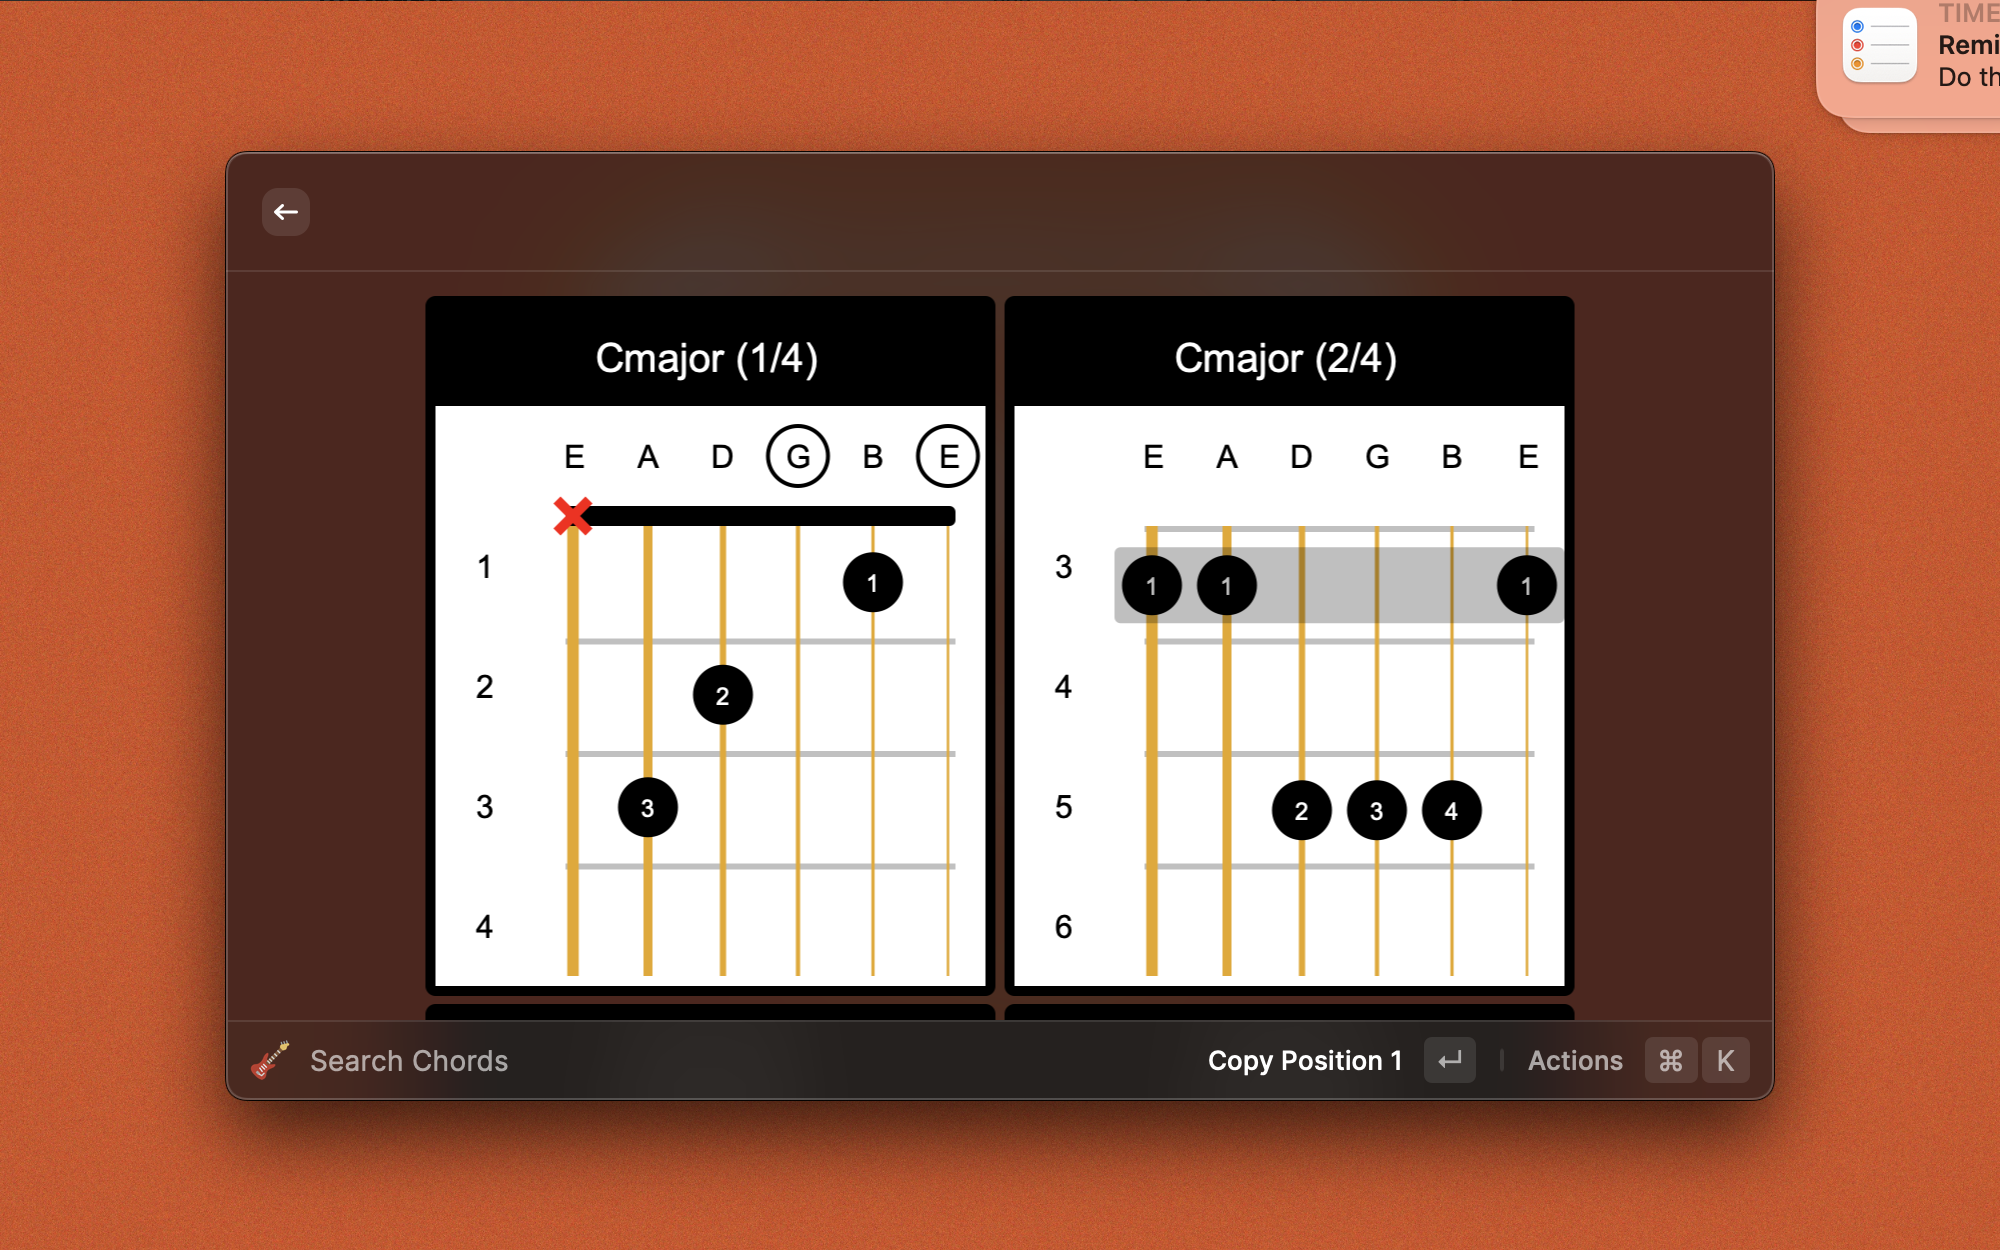 TIME
Remi
Do th
Cmajor (1/4)
E A D G B E
1
1
2
2
3
3
4
Cmajor (2/4)
E A D G B E
3
1 1 1
4
5
2 3 4
6
Search Chords
Copy Position 1
Actions
⌘ K